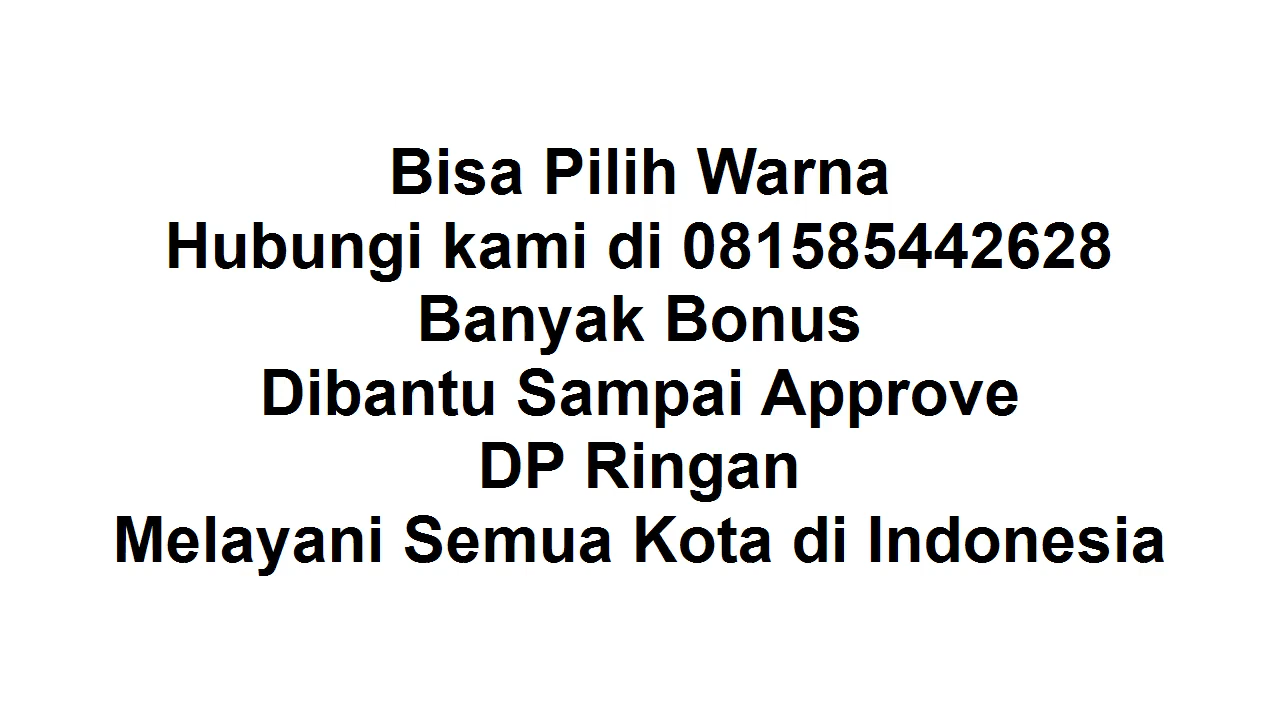 Bisa Pilih Warna
Hubungi kami di 081585442628
Banyak Bonus
Dibantu Sampai Approve
DP Ringan
Melayani Semua Kota di Indonesia